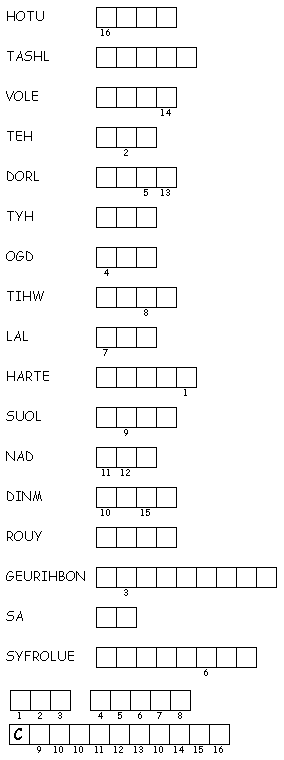 HOTU
16
TASHL
VOLE
14
TEH
2
DORL
5 13
TYH
OGD
4
TIHW
8
LAL
7
HARTE
1
SUOL
9
NAD
11 12
DINM
10 15
ROUY
GEURIHBON
3
SA
SYFROLUE
6
1 2 3 4 5 6 7 8
C
9 10 10 11 12 13 10 14 15 16